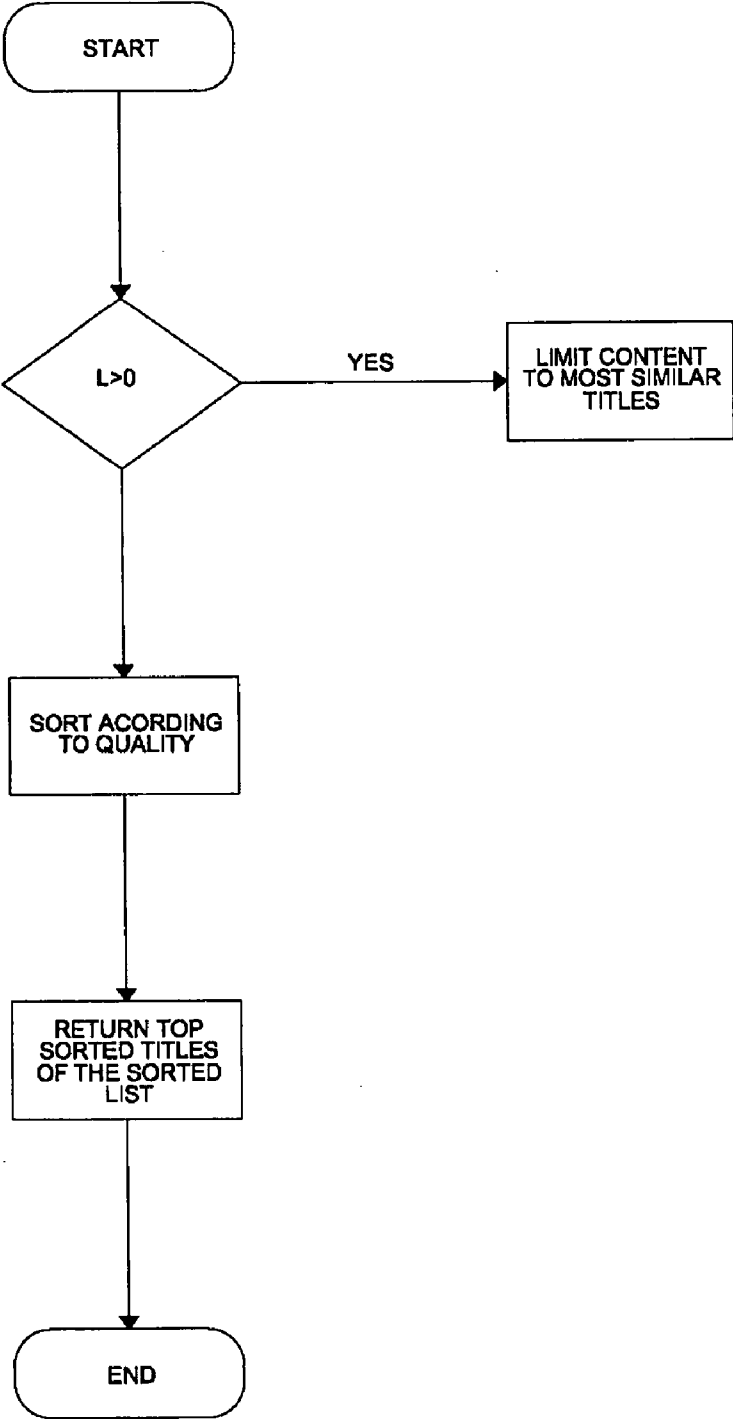 START
L>0
YES
LIMIT CONTENT
TO MOST SIMILAR
TITLES
SORT ACORDING
TO QUALITY
RETURN TOP
SORTED TITLES
OF THE SORTED
LIST
END